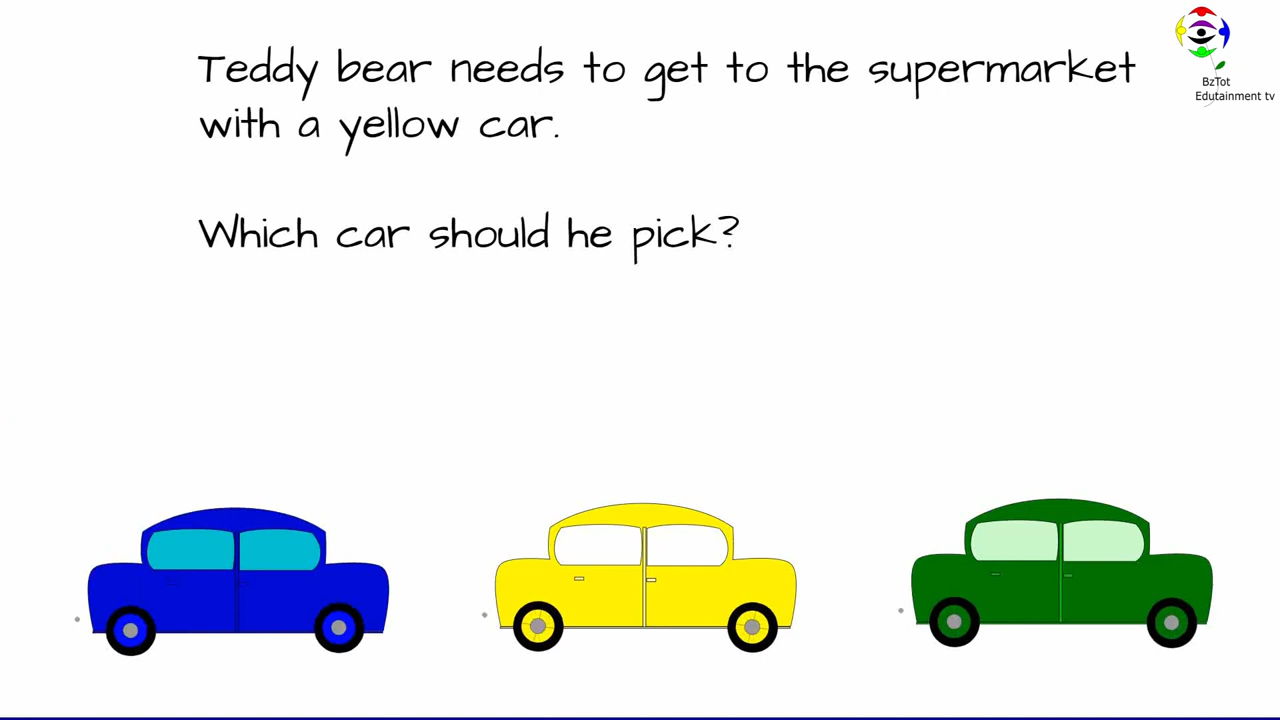 Teddy bear needs to get to the supermarket
with a yellow car.
Which car should he pick?
BzTot
Edutainment tv